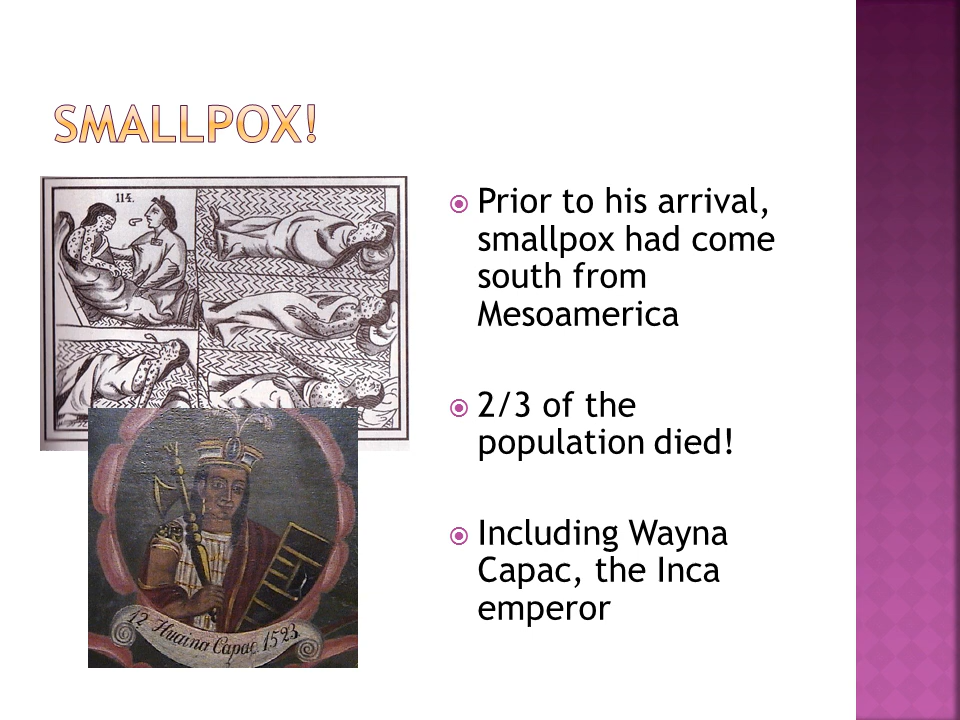 SMALLPOX!
114.
Prior to his arrival,
smallpox had come
south from
Mesoamerica
2/3 of the
population died!
Including Wayna
Capac, the Inca
emperor
12 Huaina Capac. 1523